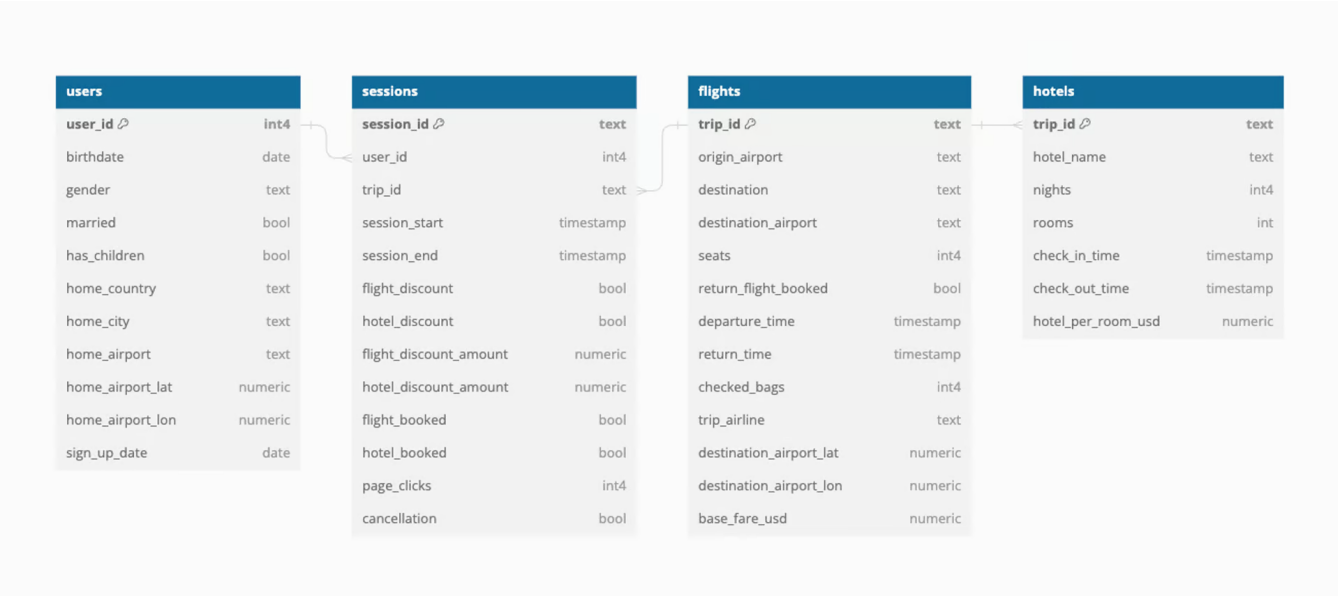 users
user_id int4
birthdate date
gender text
married bool
has_children bool
home_country text
home_city text
home_airport text
home_airport_lat numeric
home_airport_lon numeric
sign_up_date date
sessions
session_id text
user_id int4
trip_id text
session_start timestamp
session_end timestamp
flight_discount bool
hotel_discount bool
flight_discount_amount numeric
hotel_discount_amount numeric
flight_booked bool
hotel_booked bool
page_clicks int4
cancellation bool
flights
trip_id text
origin_airport text
destination text
destination_airport text
seats int4
return_flight_booked bool
departure_time timestamp
return_time timestamp
checked_bags int4
trip_airline text
destination_airport_lat numeric
destination_airport_lon numeric
base_fare_usd numeric
hotels
trip_id text
hotel_name text
nights int4
rooms int
check_in_time timestamp
check_out_time timestamp
hotel_per_room_usd numeric